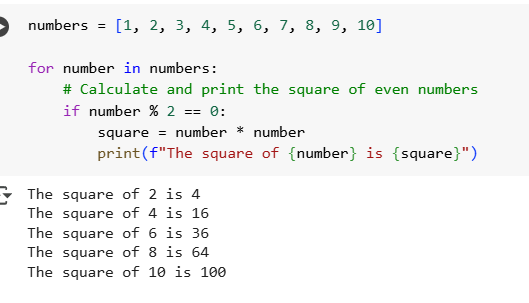 numbers = [1, 2, 3, 4, 5, 6, 7, 8, 9, 10]
for number in numbers:
# Calculate and print the square of even numbers
if number % 2 == 0:
square = number * number
print(f"The square of {number} is {square}")
The square of 2 is 4
The square of 4 is 16
The square of 6 is 36
The square of 8 is 64
The square of 10 is 100